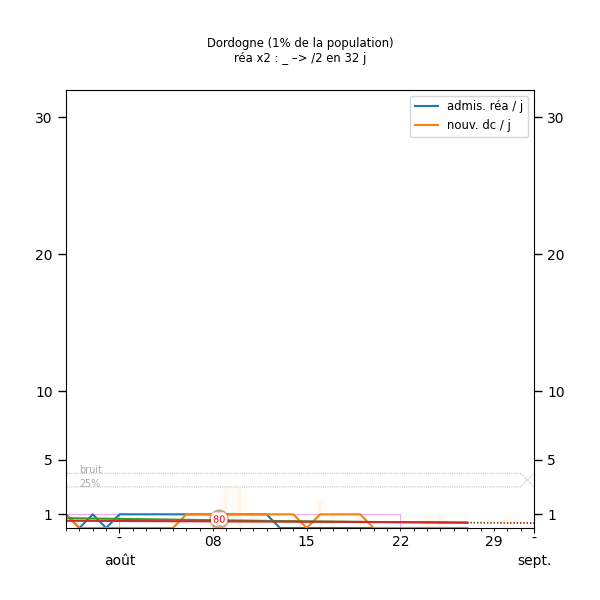 Dordogne (1% de la population)
réa x2 : _ –> /2 en 32 j
admis. réa / j
nouv. dc / j
30 30
20 20
10 10
5 5
bruit
25%
1 80 1
- 08 15 22 29 -
août sept.